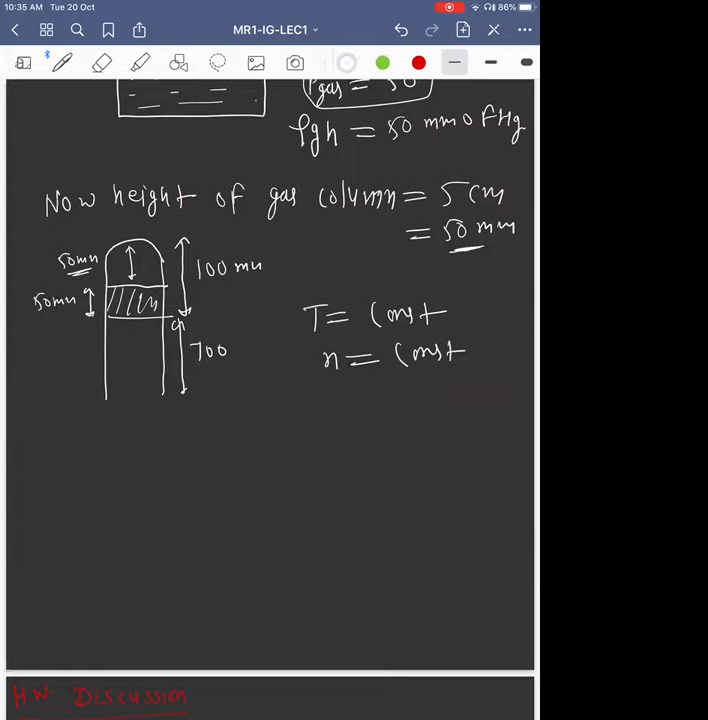 10:35 AM Tue 20 Oct
86%
MR1-IG-LEC1
Pgas = 50
ρgh = 50 mm of Hg
Now height of gas column = 5 cm
= 50 mm
50mm
100 mm
50mm
T = Const
700
n = Const
H.W. Discussion